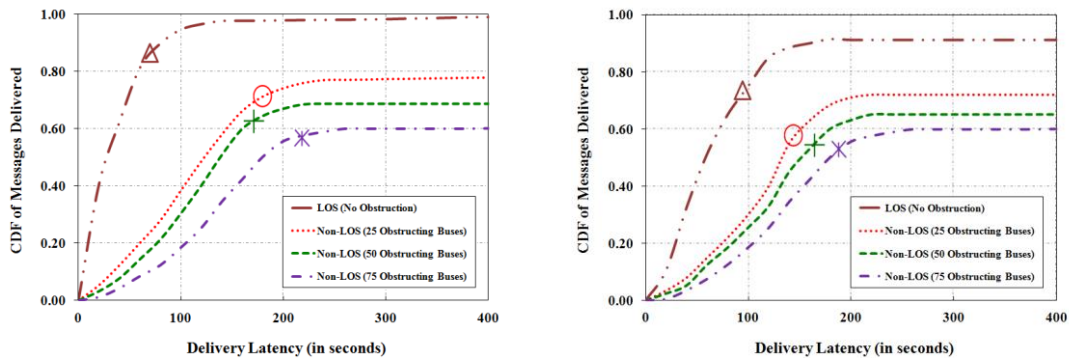 1.00
0.80
0.60
0.40
0.20
0.00
CDF of Messages Delivered
0 100 200 300 400
Delivery Latency (in seconds)
LOS (No Obstruction)
Non-LOS (25 Obstructing Buses)
Non-LOS (50 Obstructing Buses)
Non-LOS (75 Obstructing Buses)
1.00
0.80
0.60
0.40
0.20
0.00
CDF of Messages Delivered
0 100 200 300 400
Delivery Latency (in seconds)
LOS (No Obstruction)
Non-LOS (25 Obstructing Buses)
Non-LOS (50 Obstructing Buses)
Non-LOS (75 Obstructing Buses)